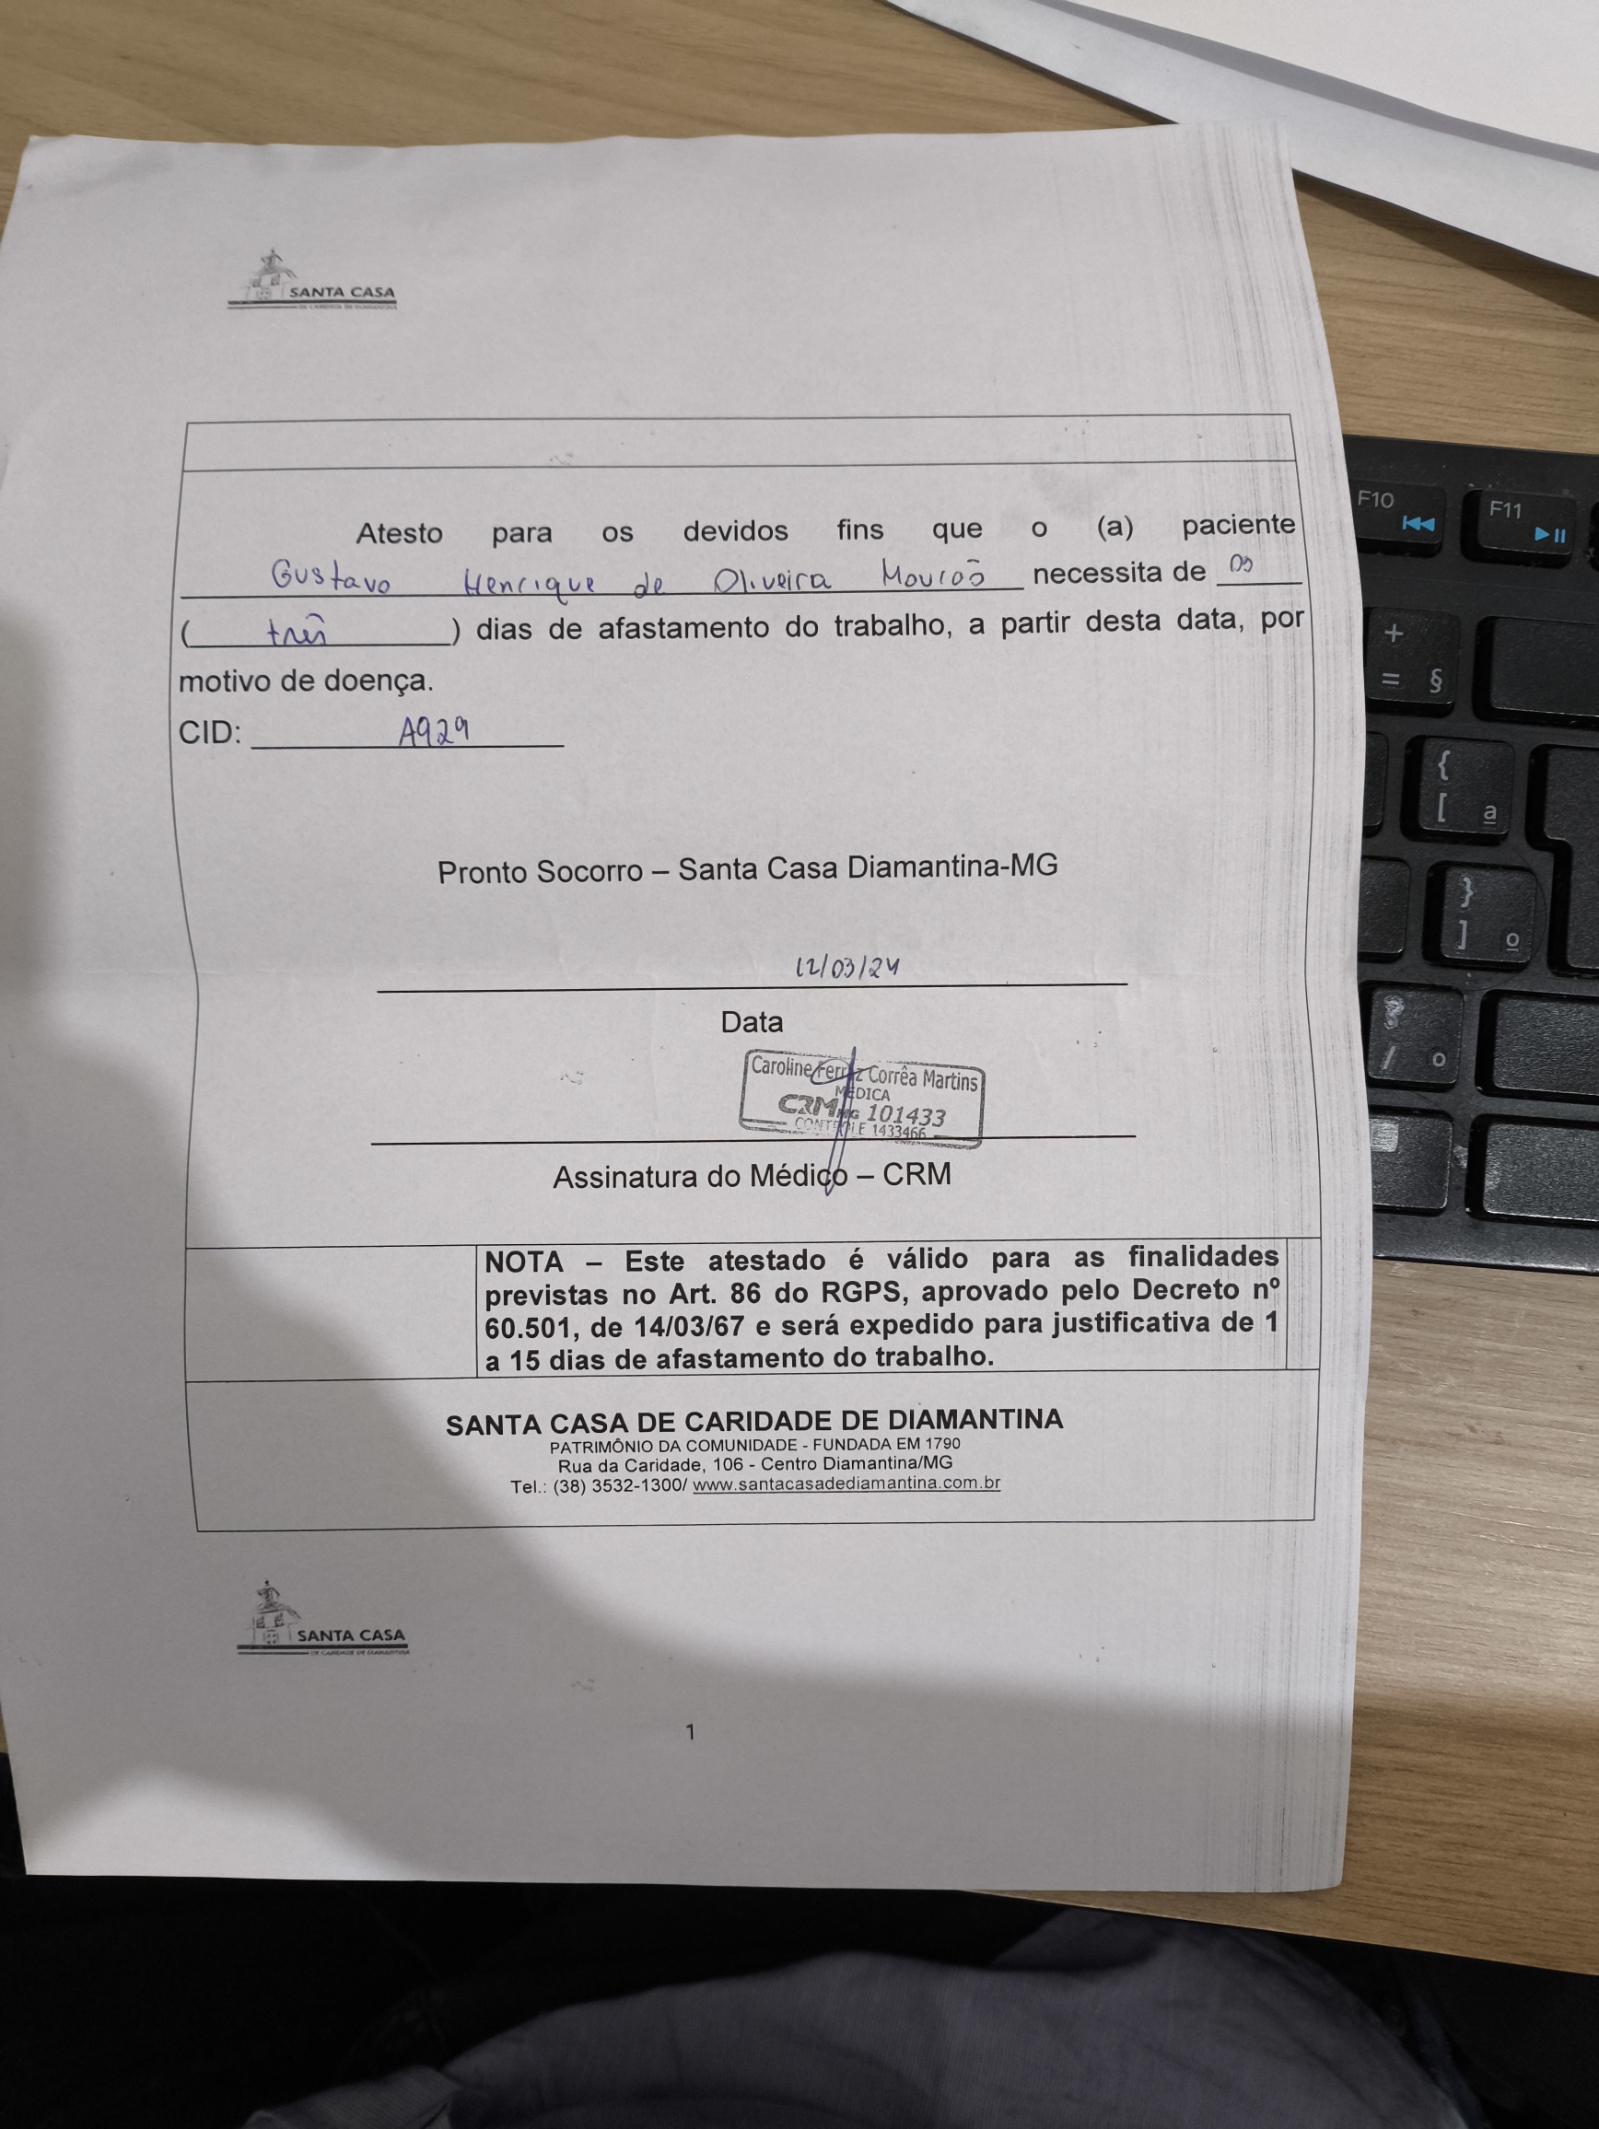 SANTA CASA
Atesto para os devidos fins que o (a) paciente
Gustavo Henrique de Oliveira Mouroõ necessita de 03
( três ) dias de afastamento do trabalho, a partir desta data, por
motivo de doença.
CID: A929
Pronto Socorro – Santa Casa Diamantina-MG
12/03/24
Data
Caroline Ferraz Corrêa Martins
MÉDICA
CRMMG 101433
CONTROLE 1433466
Assinatura do Médico – CRM
NOTA – Este atestado é válido para as finalidades
previstas no Art. 86 do RGPS, aprovado pelo Decreto nº
60.501, de 14/03/67 e será expedido para justificativa de 1
a 15 dias de afastamento do trabalho.
SANTA CASA DE CARIDADE DE DIAMANTINA
PATRIMÔNIO DA COMUNIDADE - FUNDADA EM 1790
Rua da Caridade, 106 - Centro Diamantina/MG
Tel.: (38) 3532-1300/ www.santacasadediamantina.com.br
SANTA CASA
DE CARIDADE DE DIAMANTINA
1
F10
F11
+
= §
{
[ ª
}
] º
/ °